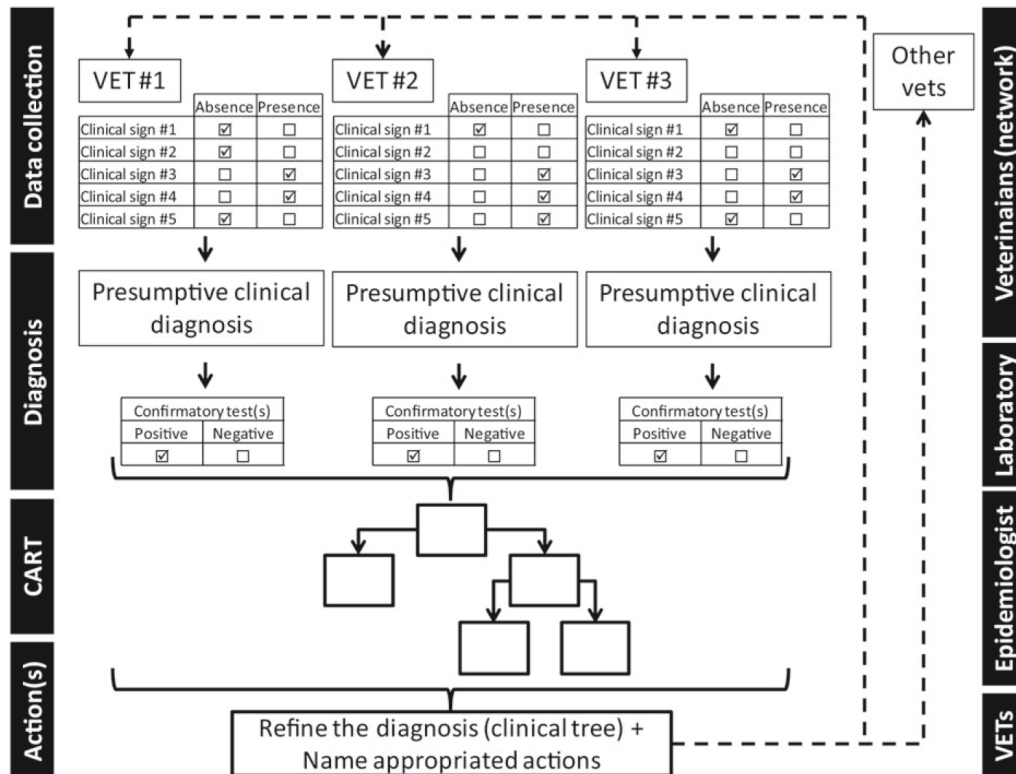 Data collection
Diagnosis
CART
Action(s)
VET #1
Absence Presence
Clinical sign #1 ☑ ☐
Clinical sign #2 ☑ ☐
Clinical sign #3 ☐ ☑
Clinical sign #4 ☐ ☑
Clinical sign #5 ☑ ☐
VET #2
Absence Presence
Clinical sign #1 ☑ ☐
Clinical sign #2 ☐ ☐
Clinical sign #3 ☐ ☑
Clinical sign #4 ☐ ☑
Clinical sign #5 ☐ ☑
VET #3
Absence Presence
Clinical sign #1 ☑ ☐
Clinical sign #2 ☐ ☐
Clinical sign #3 ☐ ☑
Clinical sign #4 ☐ ☑
Clinical sign #5 ☑ ☐
Other
vets
Presumptive clinical
diagnosis
Presumptive clinical
diagnosis
Presumptive clinical
diagnosis
Confirmatory test(s)
Positive Negative
☑ ☐
Confirmatory test(s)
Positive Negative
☑ ☐
Confirmatory test(s)
Positive Negative
☑ ☐
Refine the diagnosis (clinical tree) +
Name appropriated actions
Veterinaians (network)
Laboratory
Epidemiologist
VETs